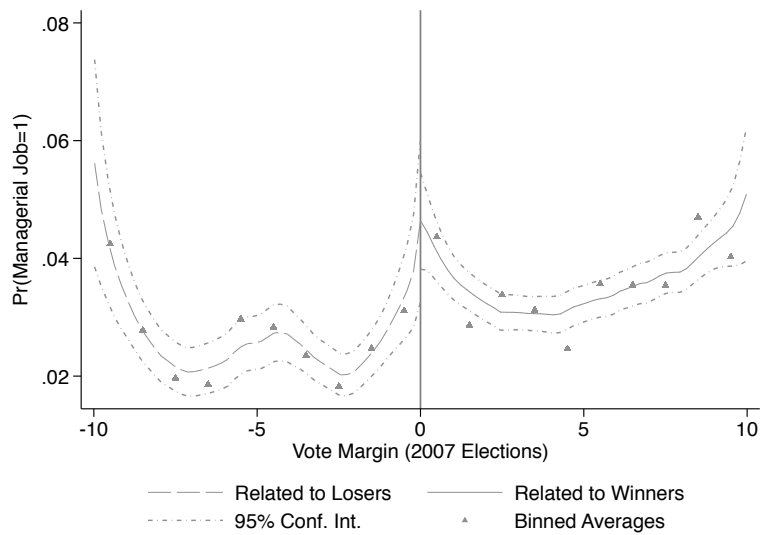 .08
.06
.04
.02
Pr(Managerial Job=1)
-10 -5 0 5 10
Vote Margin (2007 Elections)
Related to Losers Related to Winners
95% Conf. Int. Binned Averages